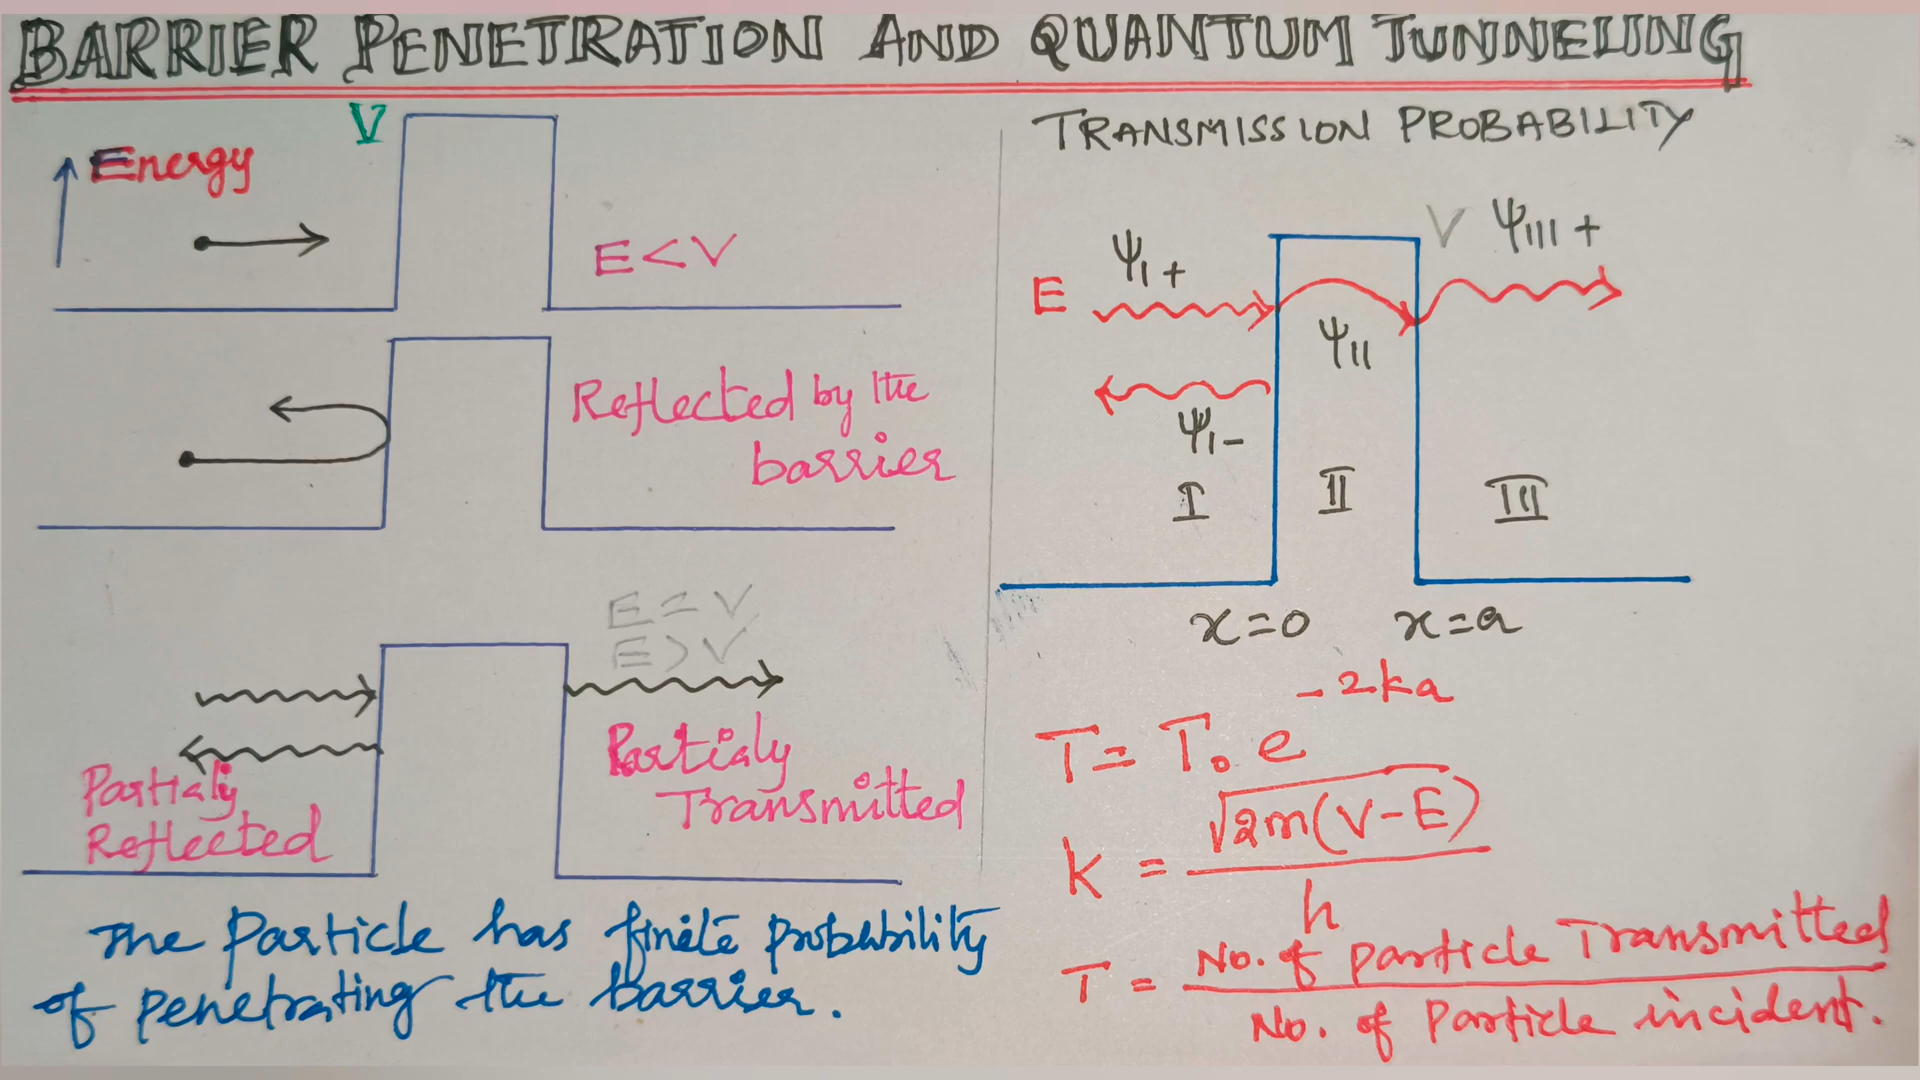 BARRIER PENETRATION AND QUANTUM TUNNELING
V
Energy
E < V
Reflected by the
barrier
E = V
E > V
Partialy
Reflected
Partialy
Transmitted
The Particle has finite probability
of penetrating the barrier.
TRANSMISSION PROBABILITY
V
ψI+
ψIII+
E
ψII
ψI-
I II III
x=0 x=a
T = T₀ e^-2ka
k = √2m(V-E) / h
T = No. of particle Transmitted
No. of Particle incident.